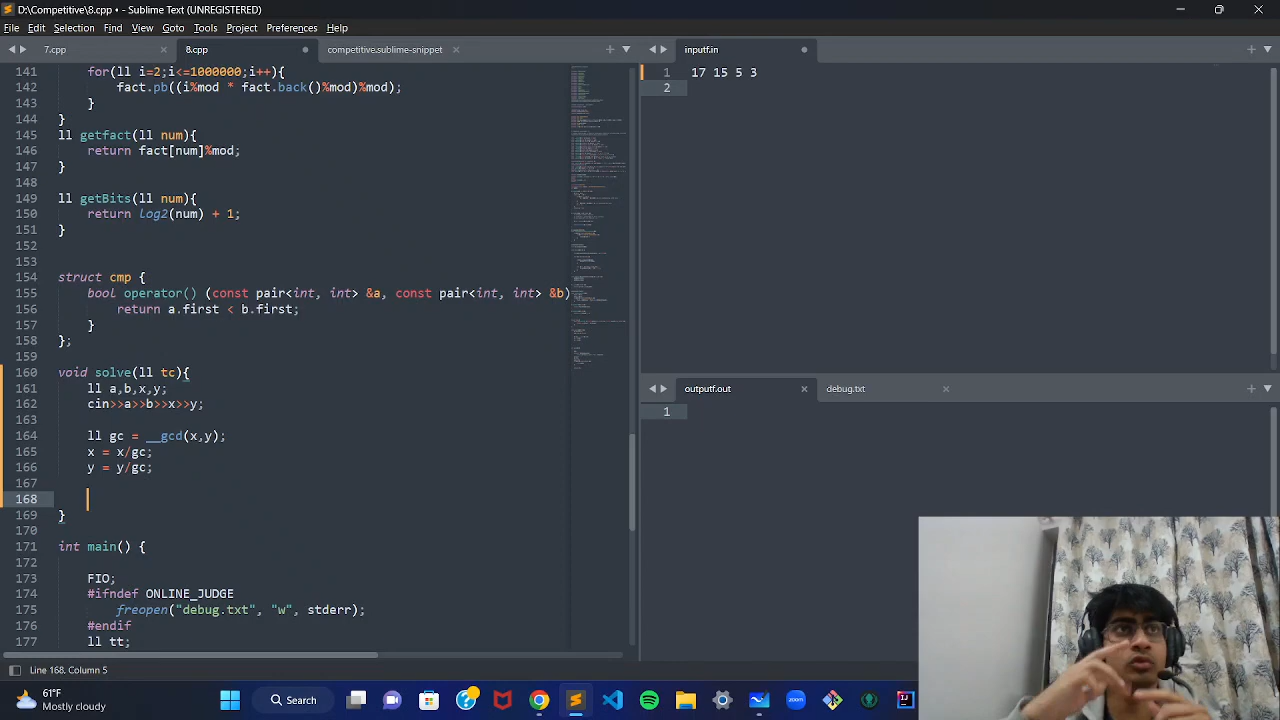 D:\Competitive\8.cpp • - Sublime Text (UNREGISTERED)
File Edit Selection Find View Goto Tools Project Preferences Help
7.cpp 8.cpp competitive.sublime-snippet
141 for(ll i=2;i<=1000000;i++){
142 fact.pb((i%mod * fact.back()%mod)%mod);
143 }
144 }
145 ll getfact(ll num){
146 return fact[num]%mod;
147 }
148
149 ll getBits(ll num){
150 return log2(num) + 1;
151 }
152
153
154 struct cmp {
155 bool operator() (const pair<int, int> &a, const pair<int, int> &b)
156 return a.first < b.first;
157 }
158 };
159
160 void solve(ll tc){
161 ll a,b,x,y;
162 cin>>a>>b>>x>>y;
163
164 ll gc = __gcd(x,y);
165 x = x/gc;
166 y = y/gc;
167
168
169 }
170
171 int main() {
172
173 FIO;
174 #ifndef ONLINE_JUDGE
175 freopen("debug.txt", "w", stderr);
176 #endif
177 ll tt;
inputf.in
1 17 15 5 3
2
outputf.out debug.txt
1
Line 168, Column 5
61°F
Mostly cloudy
Search
zoom